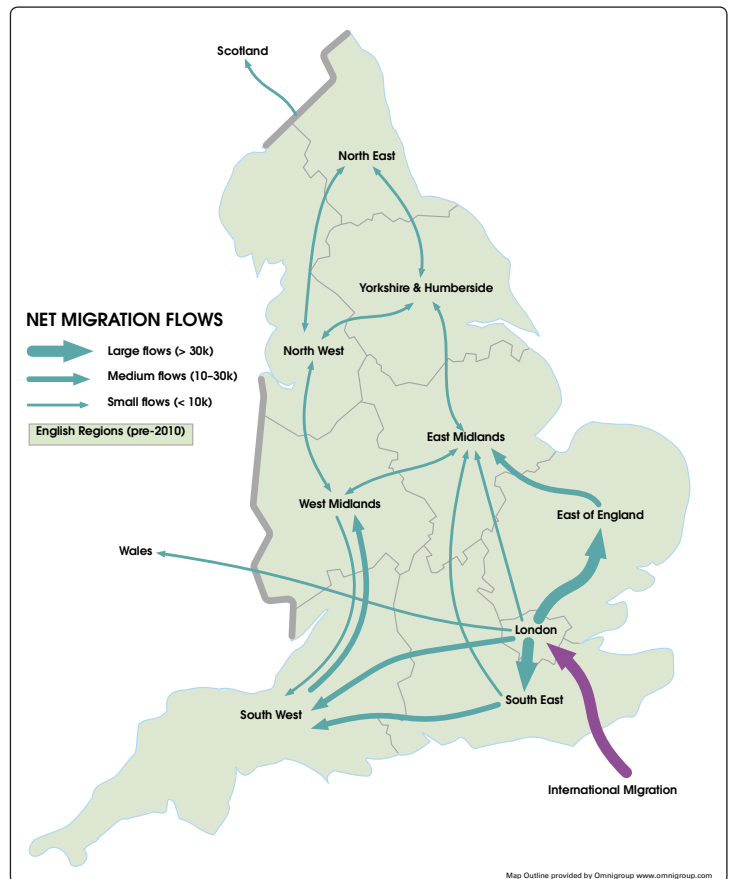 Scotland
North East
Yorkshire & Humberside
NET MIGRATION FLOWS
Large flows (> 30k)
Medium flows (10–30k)
Small flows (< 10k)
English Regions (pre-2010)
North West
East Midlands
West Midlands
East of England
Wales
London
South East
South West
International MIgration
Map Outline provided by Omnigroup www.omnigroup.com